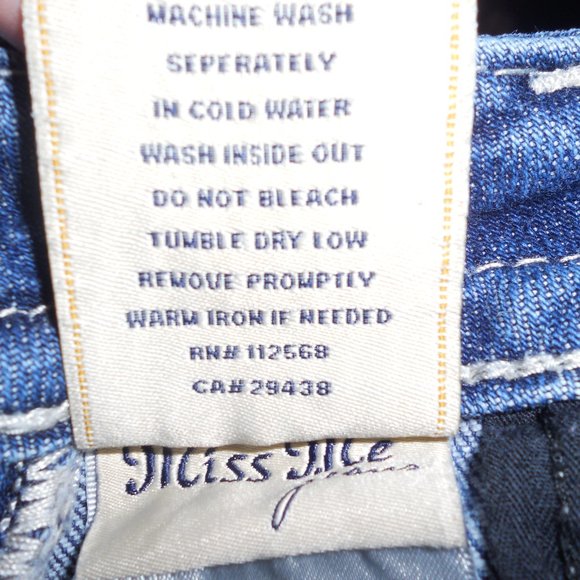 MACHINE WASH
SEPERATELY
IN COLD WATER
WASH INSIDE OUT
DO NOT BLEACH
TUMBLE DRY LOW
REMOVE PROMPTLY
WARM IRON IF NEEDED
RN# 112568
CA# 29438
Miss Me
jeans